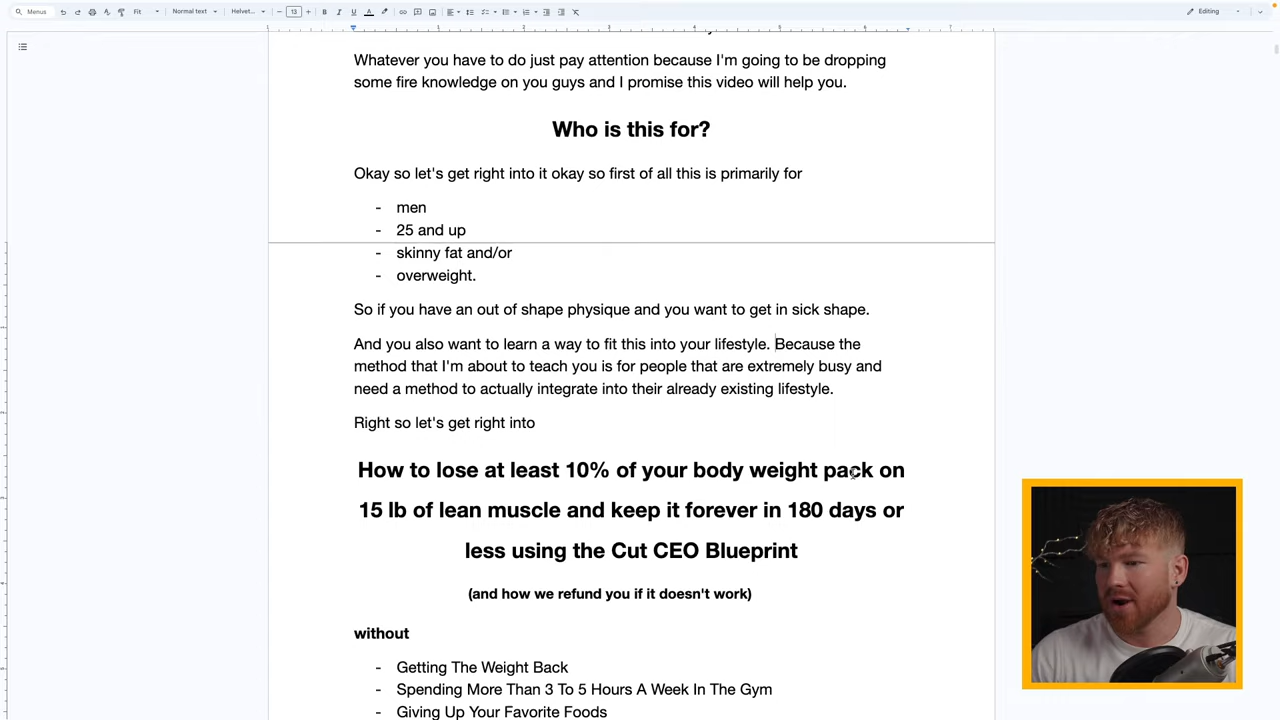 Menus
Fit
Normal text
Helvet...
13
Editing
Whatever you have to do just pay attention because I'm going to be dropping
some fire knowledge on you guys and I promise this video will help you.
Who is this for?
Okay so let's get right into it okay so first of all this is primarily for
- men
- 25 and up
- skinny fat and/or
- overweight.
So if you have an out of shape physique and you want to get in sick shape.
And you also want to learn a way to fit this into your lifestyle. Because the
method that I'm about to teach you is for people that are extremely busy and
need a method to actually integrate into their already existing lifestyle.
Right so let's get right into
How to lose at least 10% of your body weight pack on
15 lb of lean muscle and keep it forever in 180 days or
less using the Cut CEO Blueprint
(and how we refund you if it doesn't work)
without
- Getting The Weight Back
- Spending More Than 3 To 5 Hours A Week In The Gym
- Giving Up Your Favorite Foods